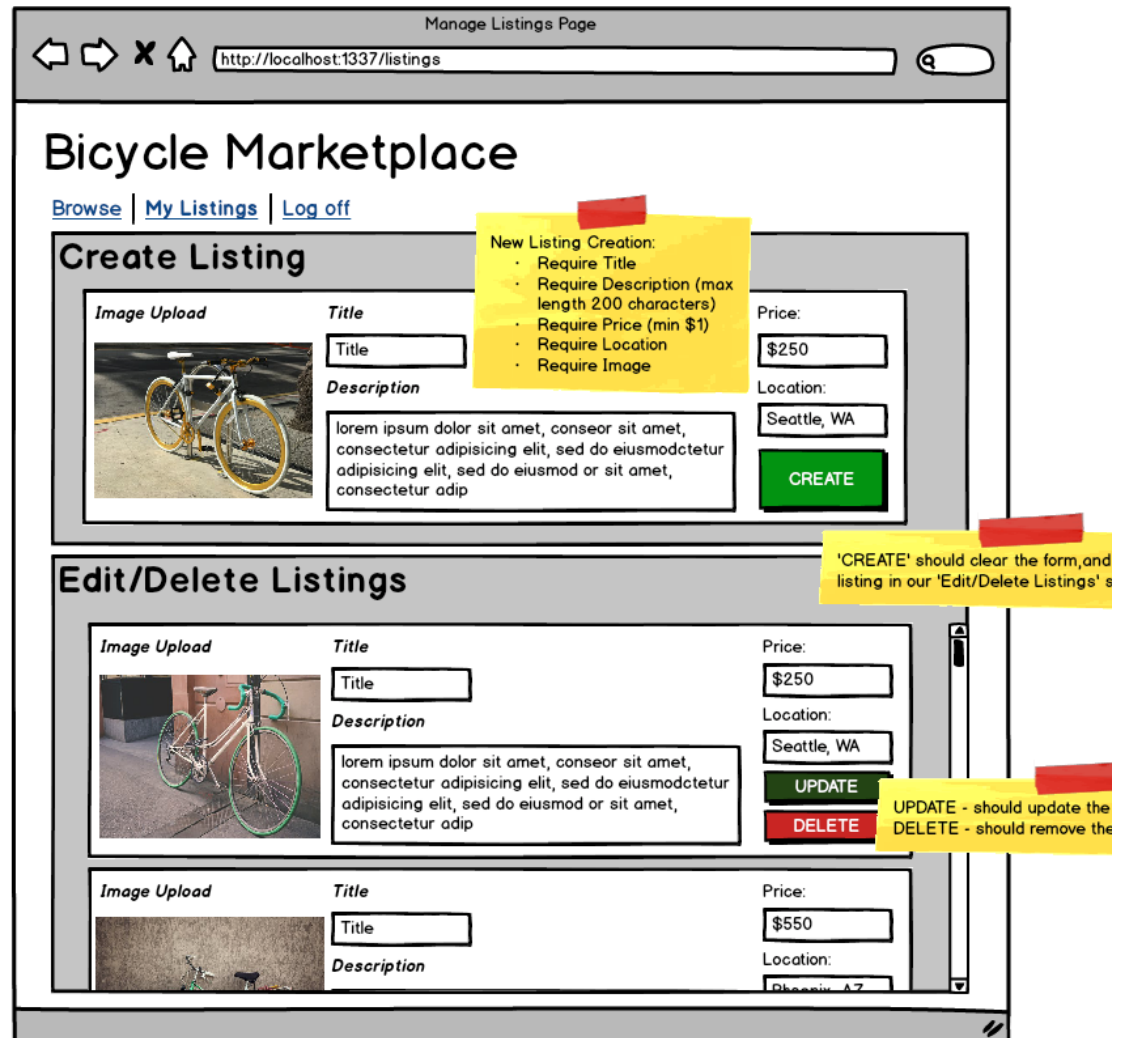 Manage Listings Page
http://localhost:1337/listings
Bicycle Marketplace
Browse | My Listings | Log off
Create Listing
New Listing Creation:
· Require Title
· Require Description (max
length 200 characters)
· Require Price (min $1)
· Require Location
· Require Image
Image Upload
Title
Title
Description
lorem ipsum dolor sit amet, conseor sit amet,
consectetur adipisicing elit, sed do eiusmodctetur
adipisicing elit, sed do eiusmod or sit amet,
consectetur adip
Price:
$250
Location:
Seattle, WA
CREATE
'CREATE' should clear the form,and
listing in our 'Edit/Delete Listings'
Edit/Delete Listings
Image Upload
Title
Title
Description
lorem ipsum dolor sit amet, conseor sit amet,
consectetur adipisicing elit, sed do eiusmodctetur
adipisicing elit, sed do eiusmod or sit amet,
consectetur adip
Price:
$250
Location:
Seattle, WA
UPDATE
DELETE
UPDATE - should update the
DELETE - should remove the
Image Upload
Title
Title
Description
Price:
$550
Location:
Phoenix, AZ